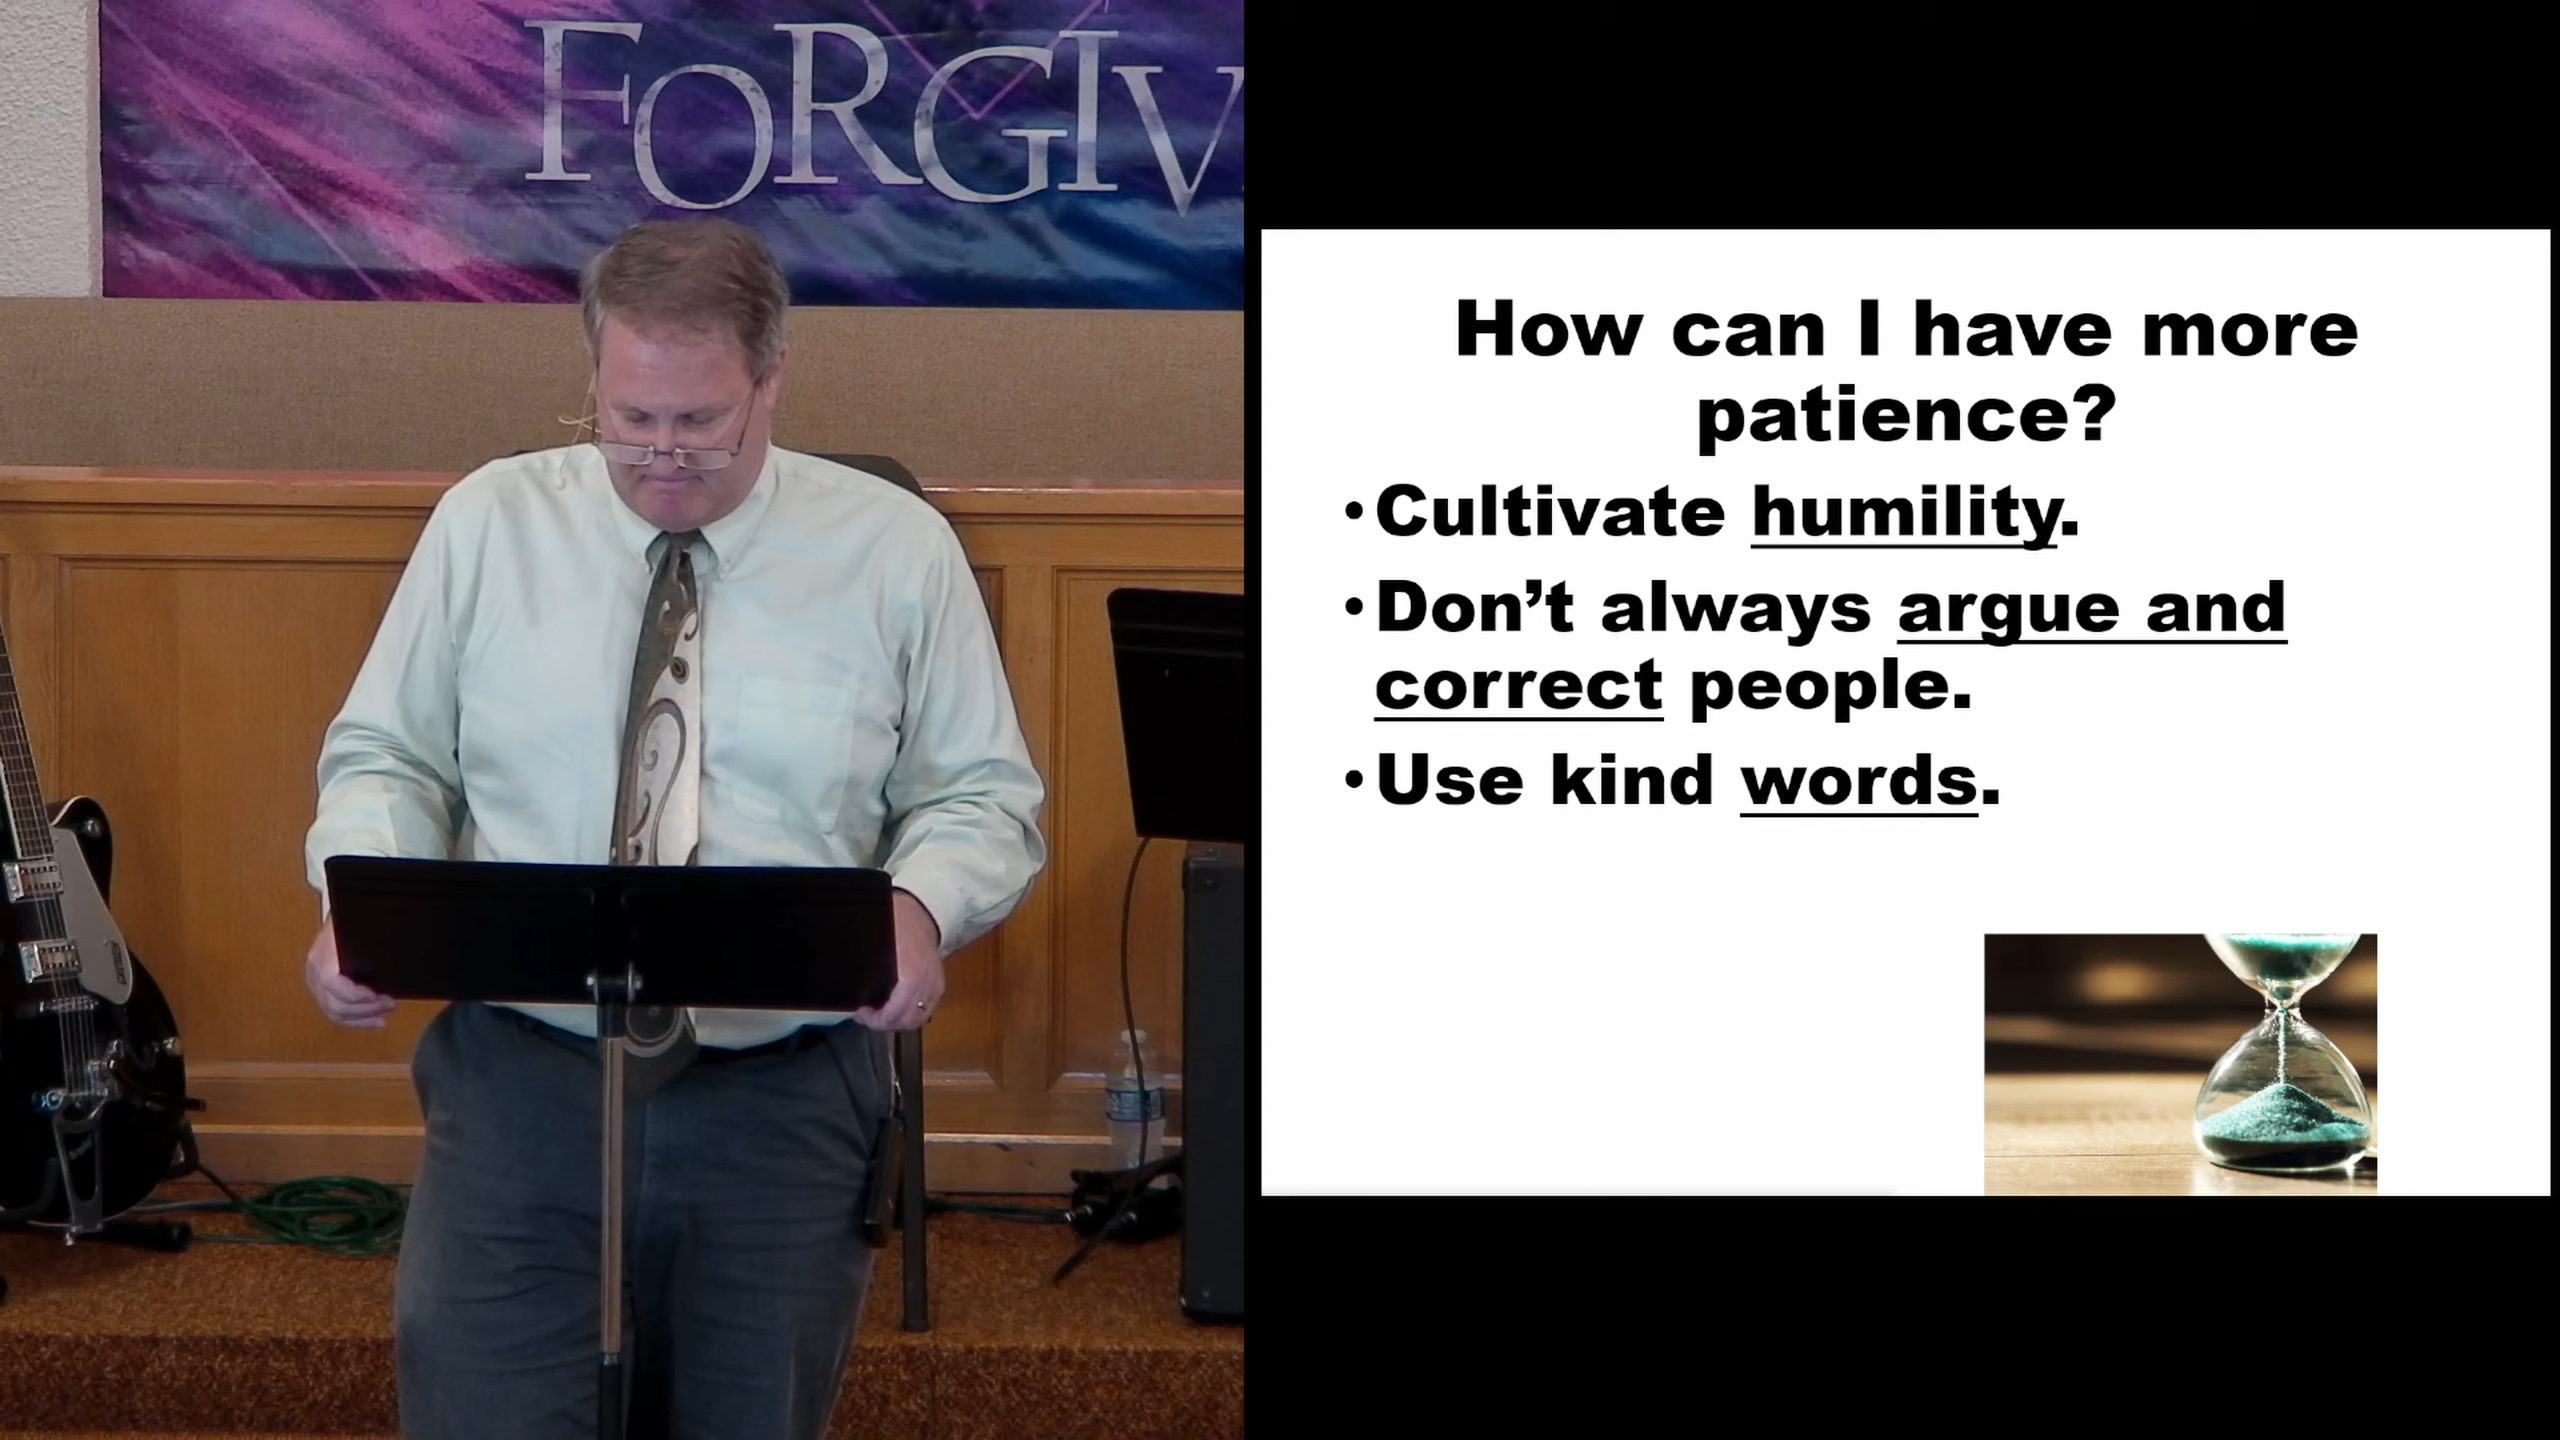 FORGIV
How can I have more
patience?
•Cultivate humility.
•Don’t always argue and
correct people.
•Use kind words.